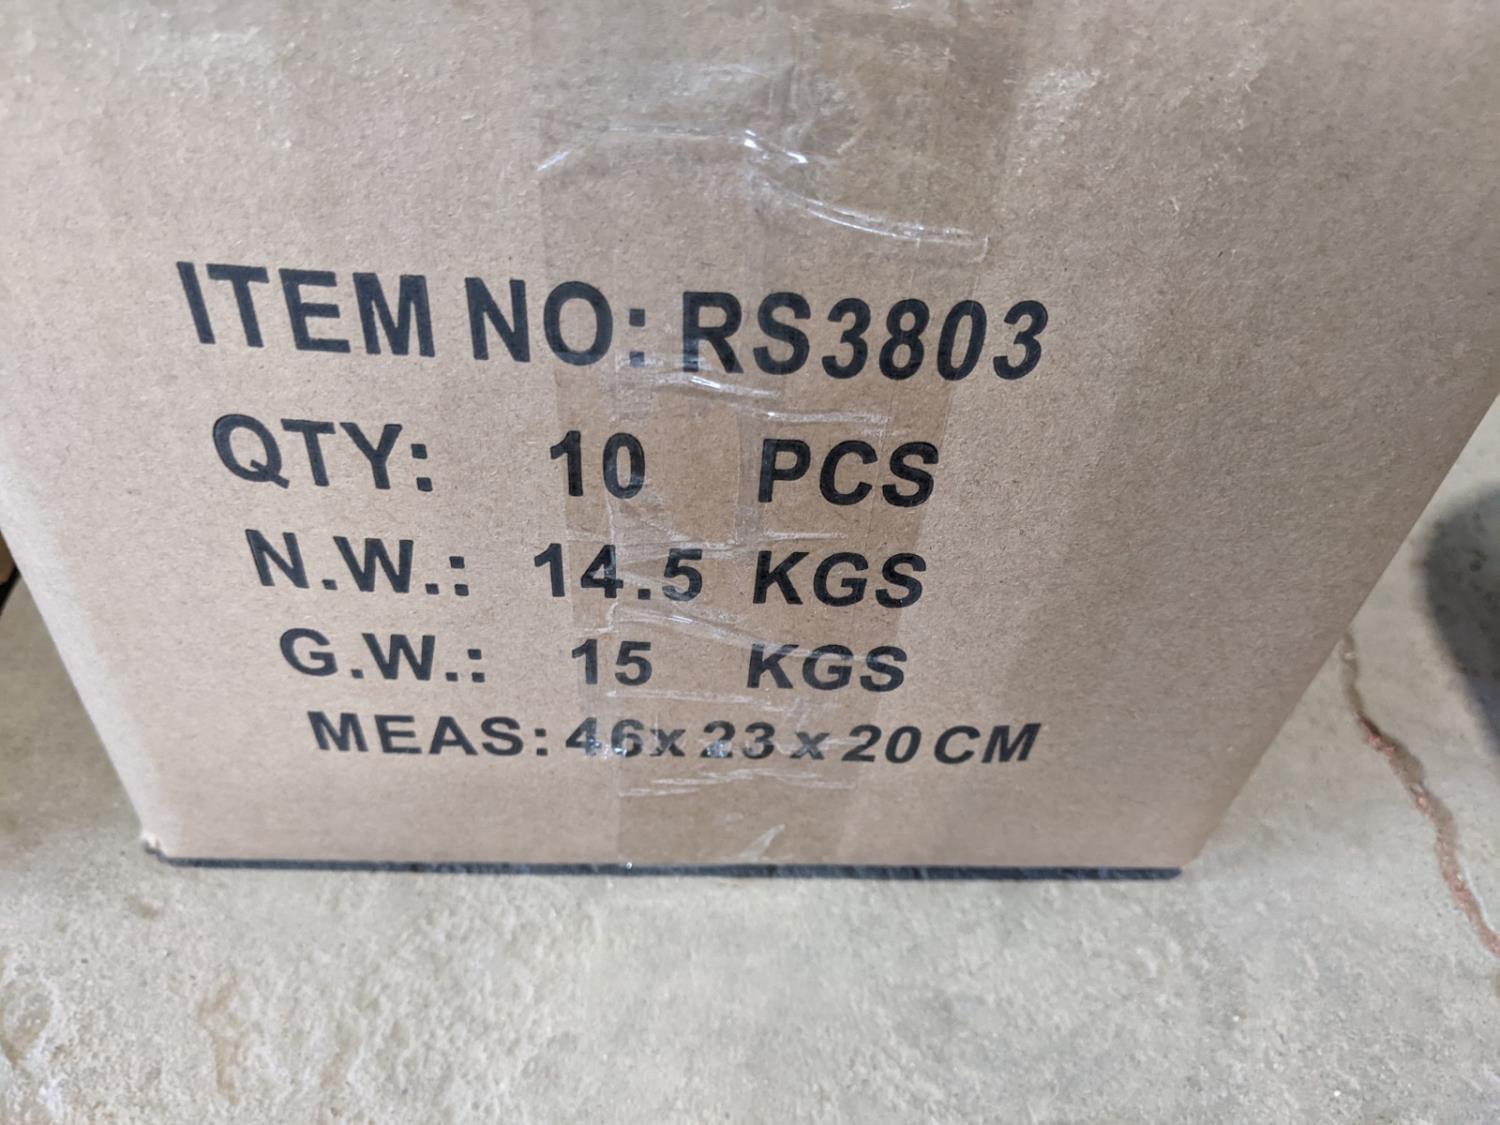 ITEM NO: RS3803
QTY: 10 PCS
N.W.: 14.5 KGS
G.W.: 15 KGS
MEAS: 46x23x20CM